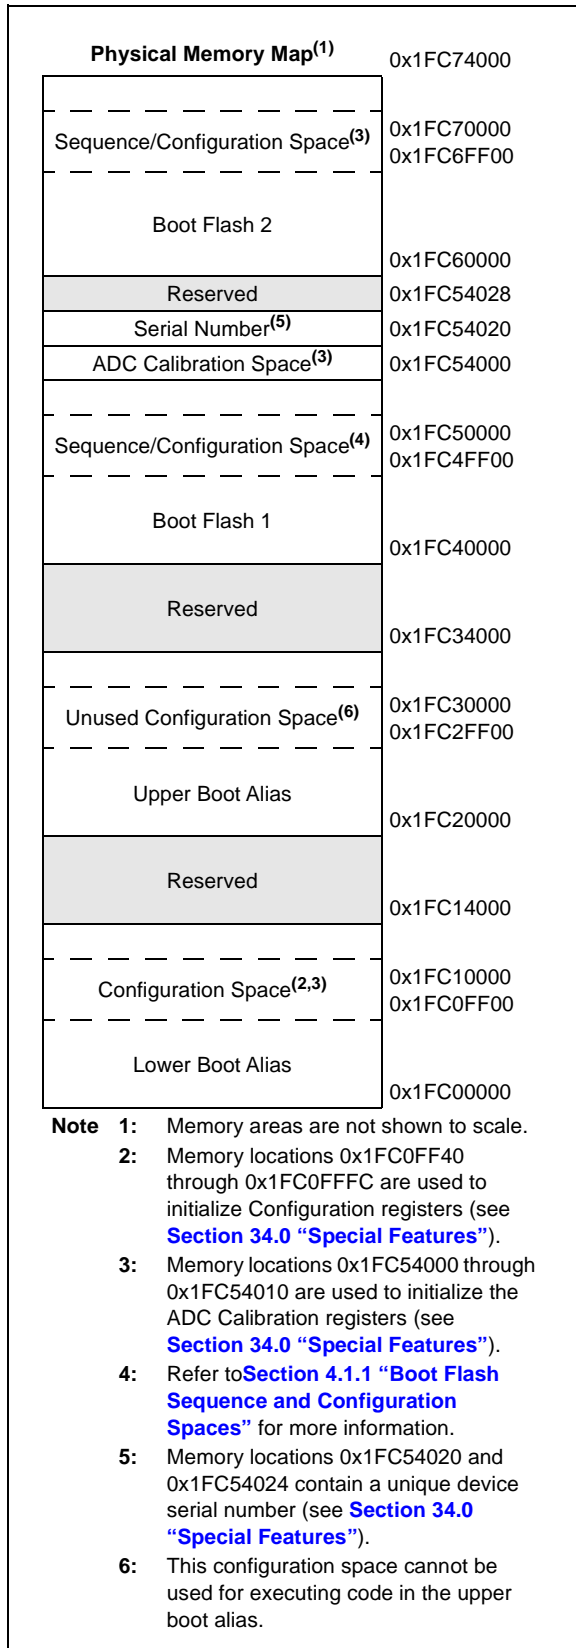 Physical Memory Map(1) 0x1FC74000
Sequence/Configuration Space(3) 0x1FC70000
0x1FC6FF00
Boot Flash 2
0x1FC60000
Reserved 0x1FC54028
Serial Number(5) 0x1FC54020
ADC Calibration Space(3) 0x1FC54000
Sequence/Configuration Space(4) 0x1FC50000
0x1FC4FF00
Boot Flash 1
0x1FC40000
Reserved
0x1FC34000
Unused Configuration Space(6) 0x1FC30000
0x1FC2FF00
Upper Boot Alias
0x1FC20000
Reserved
0x1FC14000
Configuration Space(2,3) 0x1FC10000
0x1FC0FF00
Lower Boot Alias
0x1FC00000
Note 1: Memory areas are not shown to scale.
2: Memory locations 0x1FC0FF40
through 0x1FC0FFFC are used to
initialize Configuration registers (see
Section 34.0 “Special Features”).
3: Memory locations 0x1FC54000 through
0x1FC54010 are used to initialize the
ADC Calibration registers (see
Section 34.0 “Special Features”).
4: Refer toSection 4.1.1 “Boot Flash
Sequence and Configuration
Spaces” for more information.
5: Memory locations 0x1FC54020 and
0x1FC54024 contain a unique device
serial number (see Section 34.0
“Special Features”).
6: This configuration space cannot be
used for executing code in the upper
boot alias.